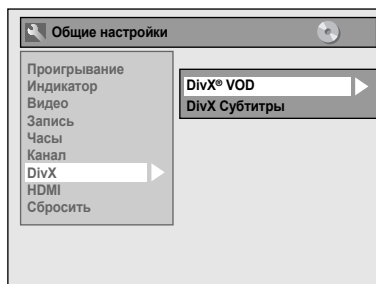 Общие настройки
Проигрывание
Индикатор
Видео
Запись
Часы
Канал
DivX
HDMI
Сбросить
DivX® VOD
DivX Субтитры